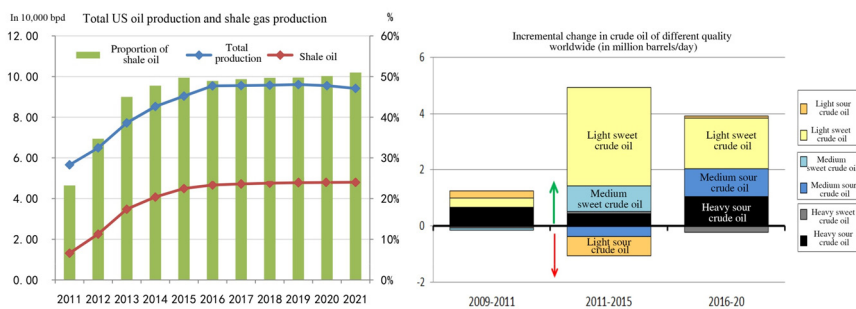 In 10,000 bpd
Total US oil production and shale gas production
%
12. 00
10. 00
8. 00
6. 00
4. 00
2. 00
0. 00
Proportion of
shale oil
Total
production
Shale oil
60%
50%
40%
30%
20%
10%
0%
2011 2012 2013 2014 2015 2016 2017 2018 2019 2020 2021
Incremental change in crude oil of different quality
worldwide (in million barrels/day)
6
4
2
0
-2
Light sweet
crude oil
Medium
sweet crude oil
Light sour
crude oil
Light sweet
crude oil
Medium sour
crude oil
Heavy sour
crude oil
2009-2011 2011-2015 2016-20
Light sour
crude oil
Light sweet
crude oil
Medium
sweet crude oil
Medium sour
crude oil
Heavy sweet
crude oil
Heavy sour
crude oil